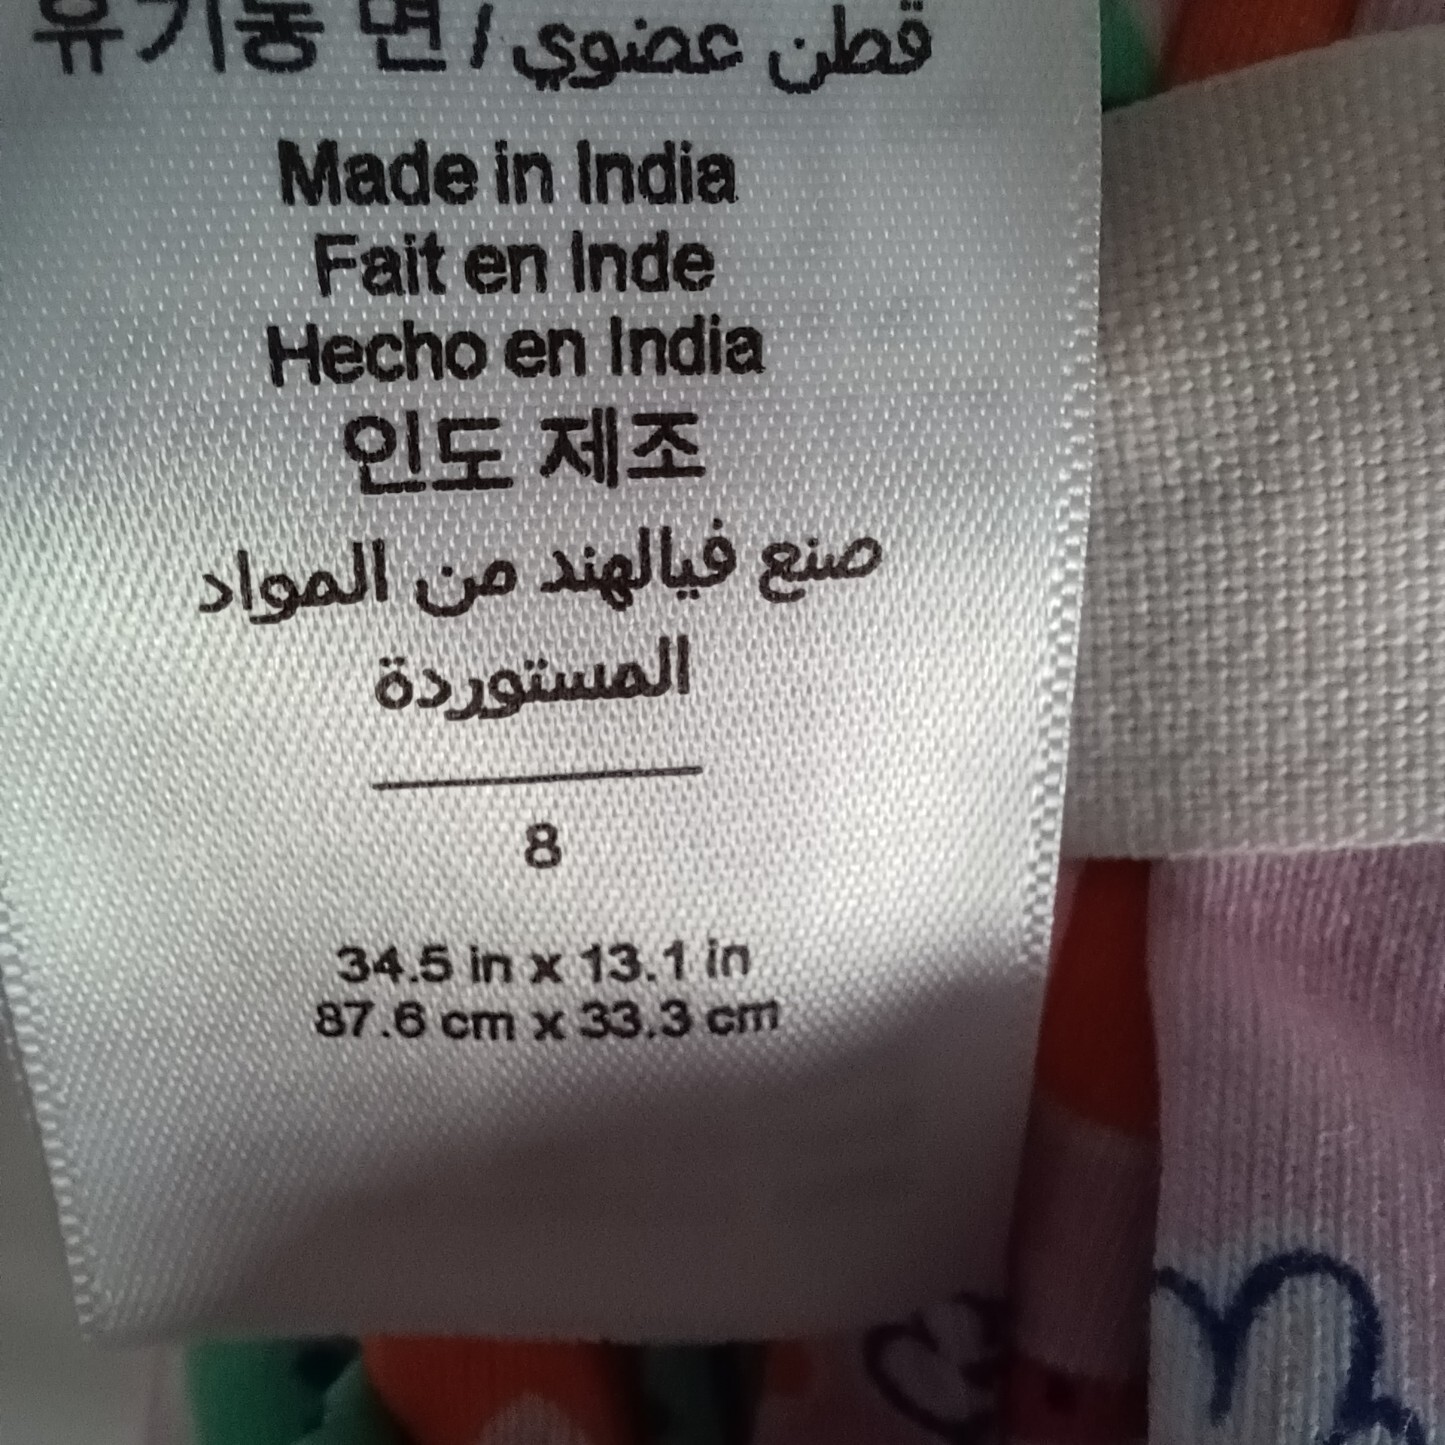 유기농 면 / قطن عضوي
Made in India
Fait en Inde
Hecho en India
인도 제조
صنع فيالهند من المواد
المستوردة
8
34.5 in x 13.1 in
87.6 cm x 33.3 cm